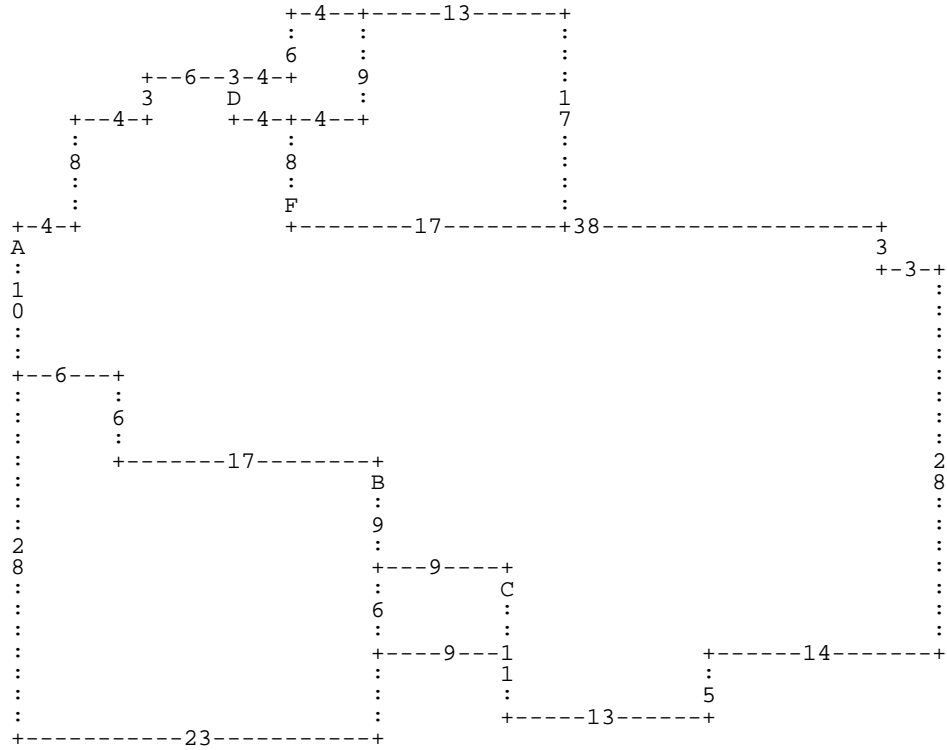 +-4--+------13------+
:    :              :
6    :              :
+--6--3-4-+    9              :
3     D        :              1
+--4-+     +-4-+-4--+              7
:              :                  :
8              8                  :
:              :                  :
:              F                  :
+-4-+              +--------17--------+38-------------------+
A                                                           3
:                                                           +-3-+
1                                                               :
0                                                               :
:                                                               :
:                                                               :
+--6---+                                                        :
:      :                                                        :
:      6                                                        :
:      :                                                        :
:      +-------17--------+                                      2
:                        B                                      8
:                        :                                      :
:                        9                                      :
2                        :                                      :
8                        +---9----+                             :
:                        :        C                             :
:                        6        :                             :
:                        :        :                             :
:                        +---9---1             +------14-------+
:                        :        1             :
:                        :        :             5
:                        :        +-----13------+
+-----------23-----------+